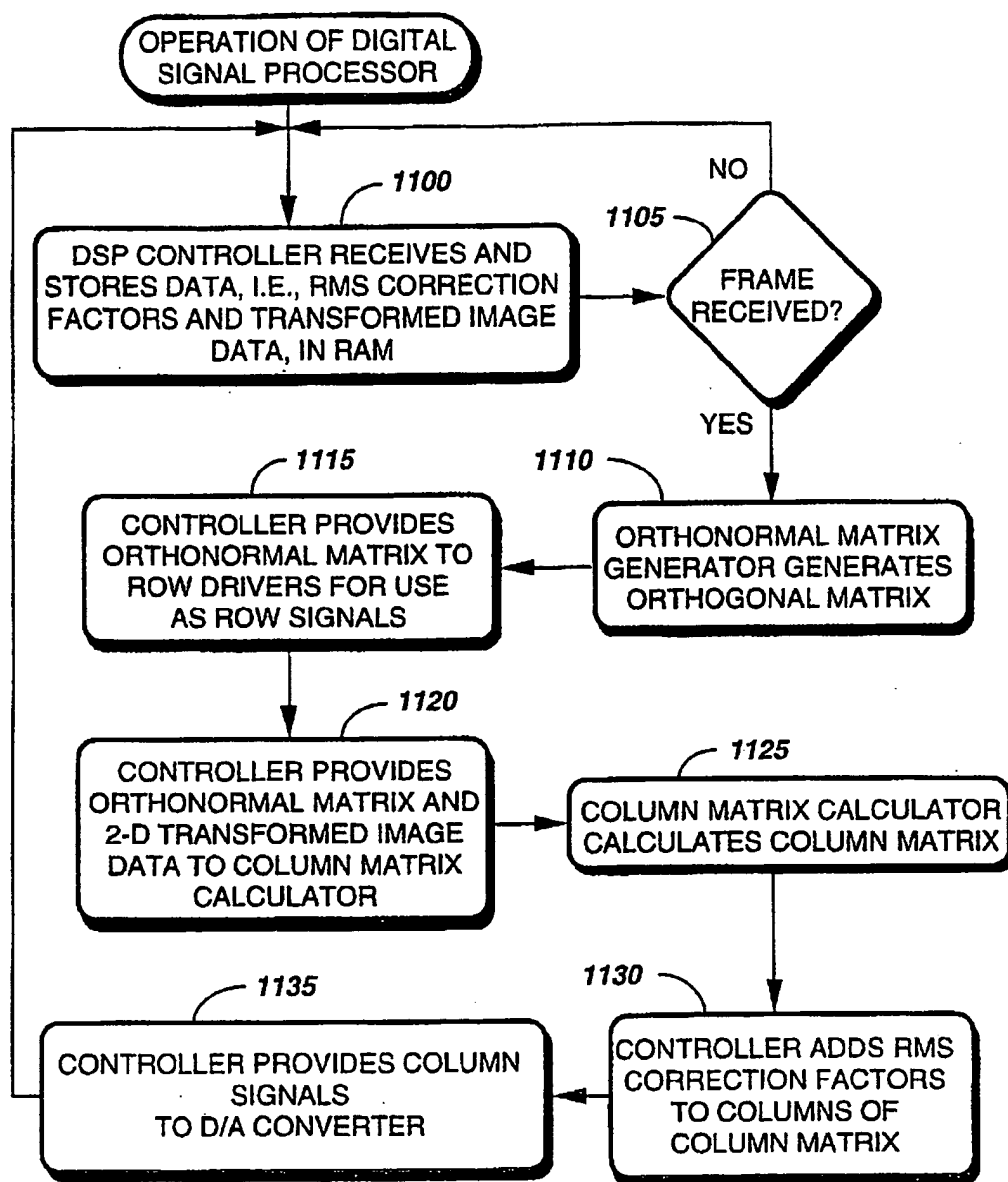 OPERATION OF DIGITAL
SIGNAL PROCESSOR
1100
DSP CONTROLLER RECEIVES AND
STORES DATA, I.E., RMS CORRECTION
FACTORS AND TRANSFORMED IMAGE
DATA, IN RAM
NO
1105
FRAME
RECEIVED?
YES
1110
ORTHONORMAL MATRIX
GENERATOR GENERATES
ORTHOGONAL MATRIX
1115
CONTROLLER PROVIDES
ORTHONORMAL MATRIX TO
ROW DRIVERS FOR USE
AS ROW SIGNALS
1120
CONTROLLER PROVIDES
ORTHONORMAL MATRIX AND
2-D TRANSFORMED IMAGE
DATA TO COLUMN MATRIX
CALCULATOR
1125
COLUMN MATRIX CALCULATOR
CALCULATES COLUMN MATRIX
1130
CONTROLLER ADDS RMS
CORRECTION FACTORS
TO COLUMNS OF
COLUMN MATRIX
1135
CONTROLLER PROVIDES COLUMN
SIGNALS
TO D/A CONVERTER